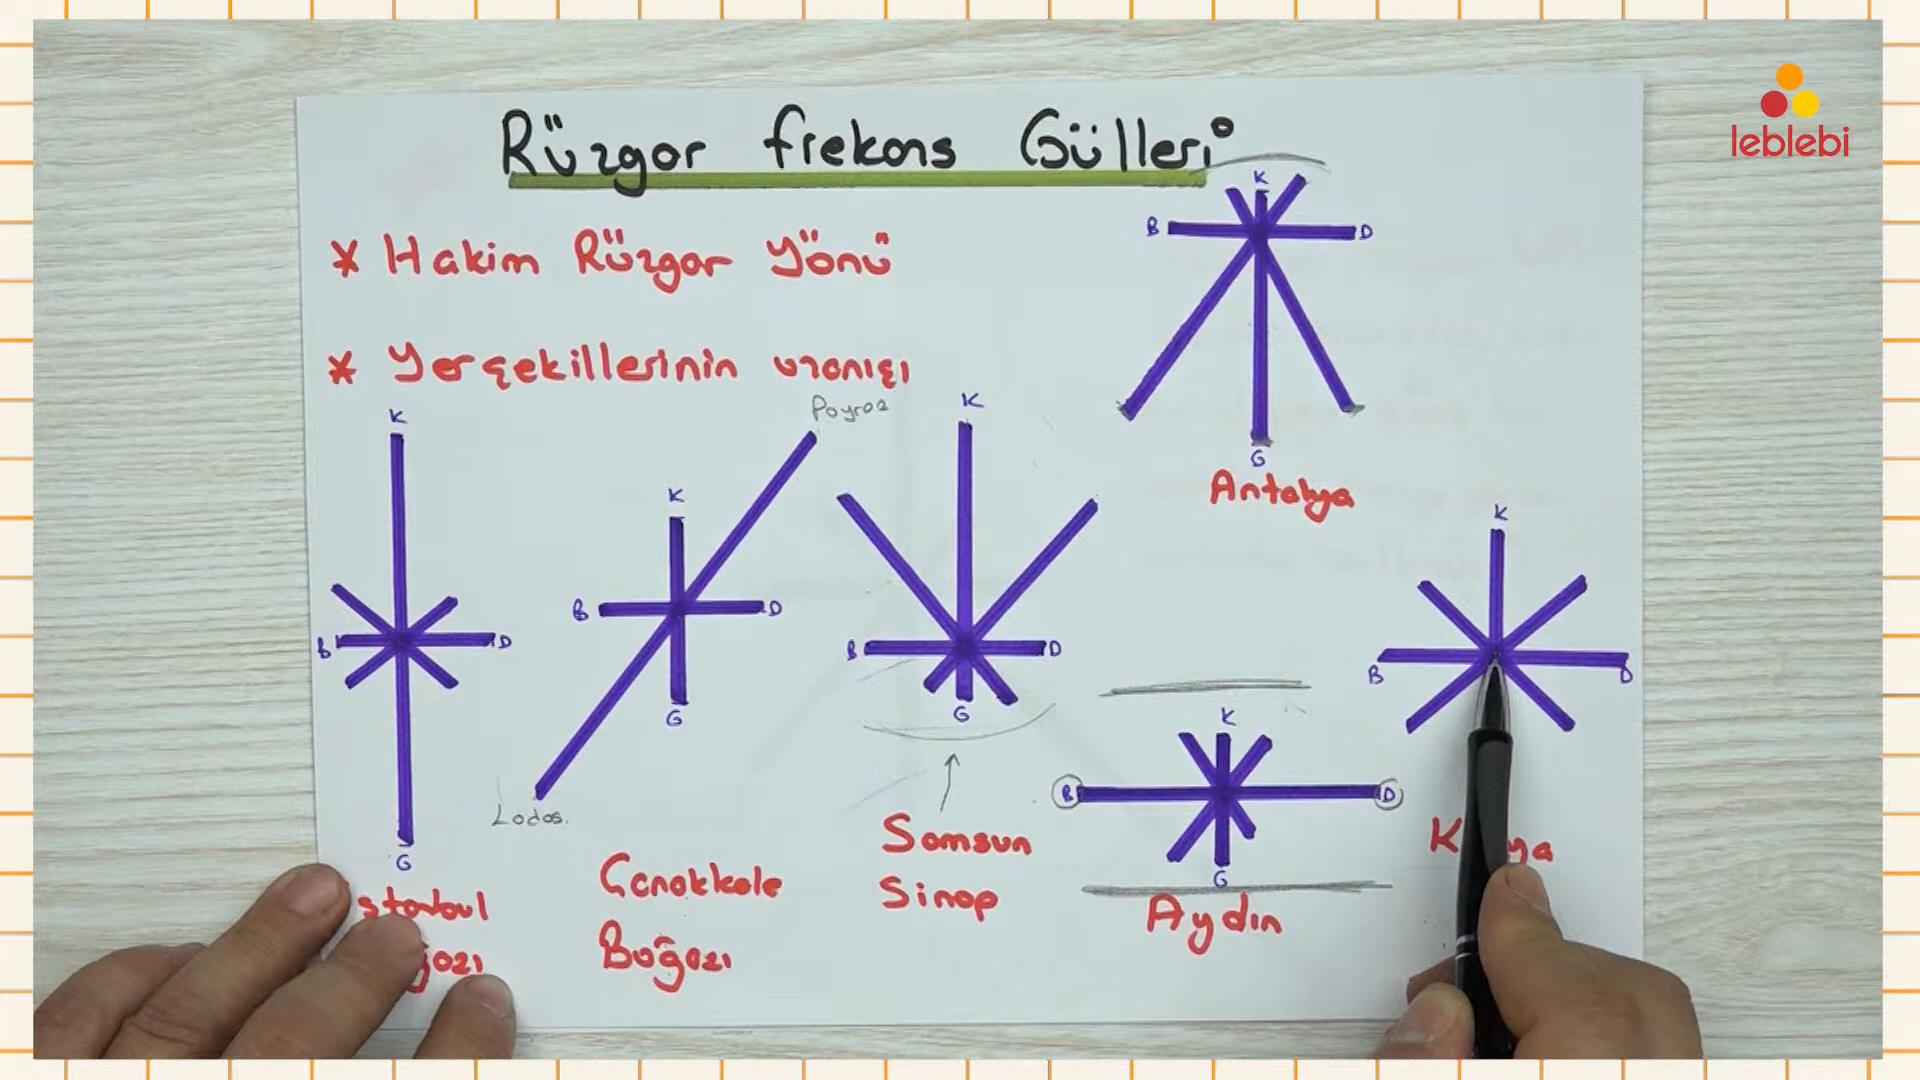 leblebi
Rüzgar frekans Gülleri
* Hakim Rüzgar Yönü
* Yerşekillerinin uzanışı
K
B D
G
Antalya
K
B D
G
Poyraz
K
B D
G
Lodos.
Çanakkale
Boğazı
K
B D
G
Samsun
Sinop
K
B D
G
Aydın
K
B D